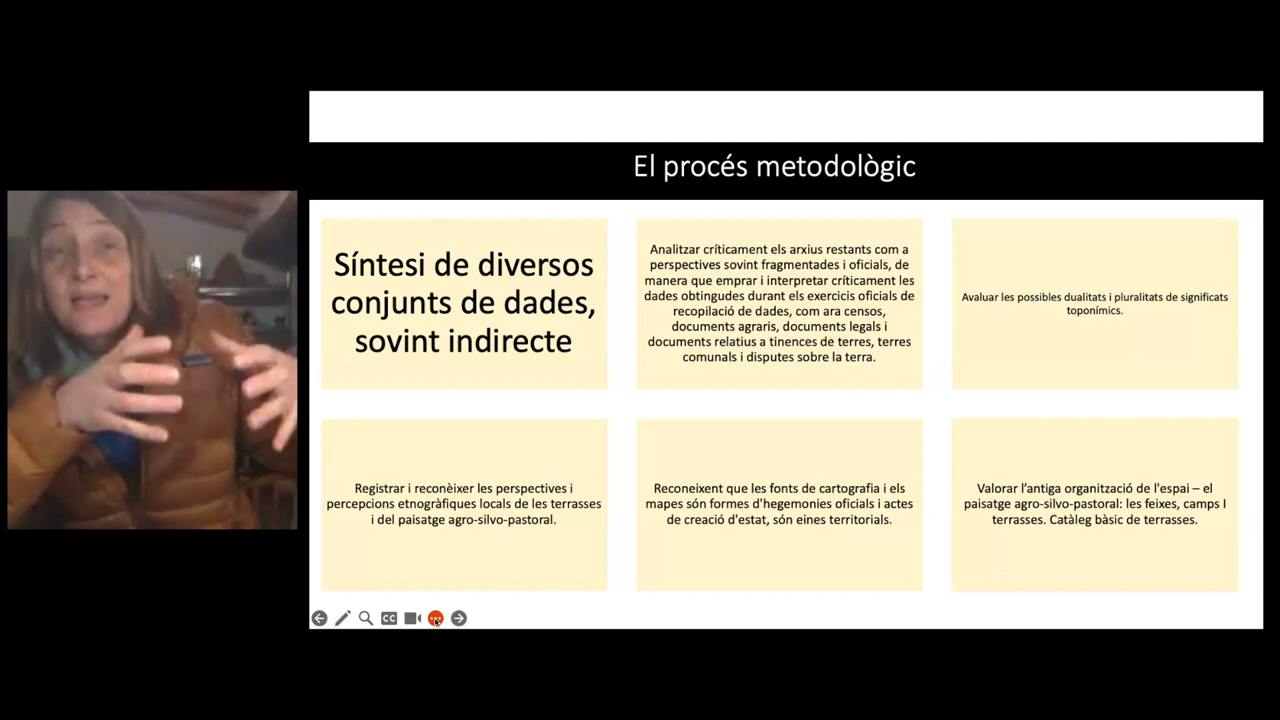 El procés metodològic
Síntesi de diversos
conjunts de dades,
sovint indirecte
Analitzar críticament els arxius restants com a
perspectives sovint fragmentades i oficials, de
manera que emprar i interpretar críticament les
dades obtingudes durant els exercicis oficials de
recopilació de dades, com ara censos,
documents agraris, documents legals i
documents relatius a tinences de terres, terres
comunals i disputes sobre la terra.
Avaluar les possibles dualitats i pluralitats de significats
toponímics.
Registrar i reconèixer les perspectives i
percepcions etnogràfiques locals de les terrasses
i del paisatge agro-silvo-pastoral.
Reconeixent que les fonts de cartografia i els
mapes són formes d'hegemonies oficials i actes
de creació d'estat, són eines territorials.
Valorar l’antiga organització de l'espai – el
paisatge agro-silvo-pastoral: les feixes, camps I
terrasses. Catàleg bàsic de terrasses.
CC